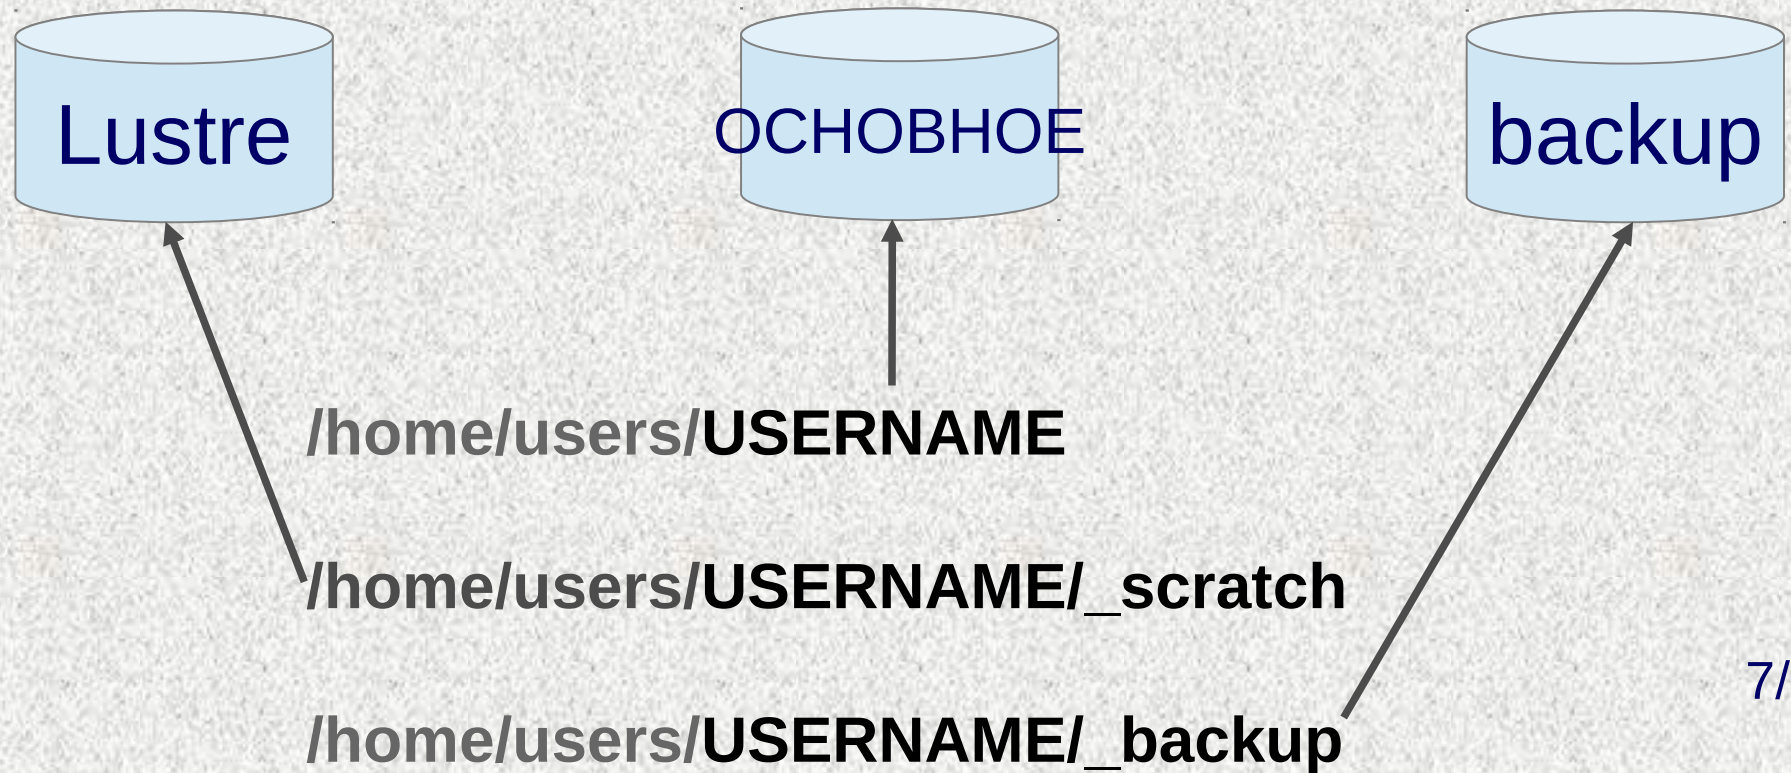 Lustre
ОСНОВНОЕ
backup
/home/users/USERNAME
/home/users/USERNAME/_scratch
7/
/home/users/USERNAME/_backup